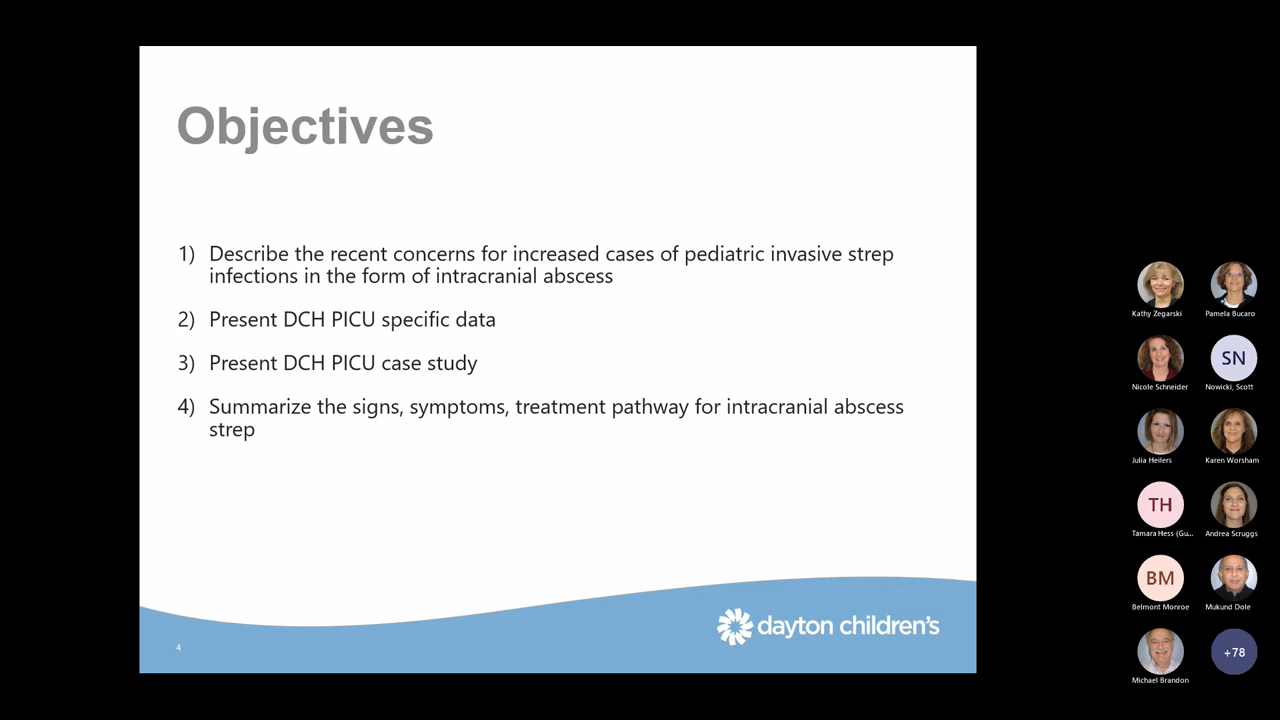 Objectives
1) Describe the recent concerns for increased cases of pediatric invasive strep
infections in the form of intracranial abscess
2) Present DCH PICU specific data
3) Present DCH PICU case study
4) Summarize the signs, symptoms, treatment pathway for intracranial abscess
strep
4
dayton children's
Kathy Zegarski
Pamela Bucaro
Nicole Schneider
SN
Nowicki, Scott
Julia Heilers
Karen Worsham
TH
Tamara Hess (Gu...
Andrea Scruggs
BM
Belmont Monroe
Mukund Dole
Michael Brandon
+78